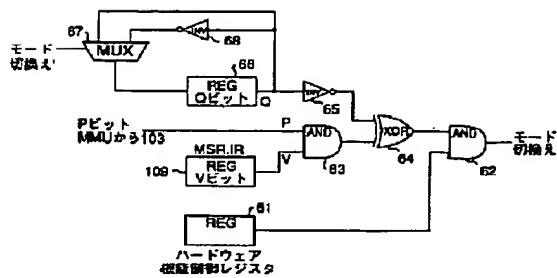 67
MUX
INV
68
モード
切換え
66
REG
Qビット
Q
INV
65
Pビット
MMUから103
P
AND
XOR
AND
モード
切換え
MSR.IR
V
63
64
62
109
REG
Vビット
61
REG
ハードウェア
制御レジスタ